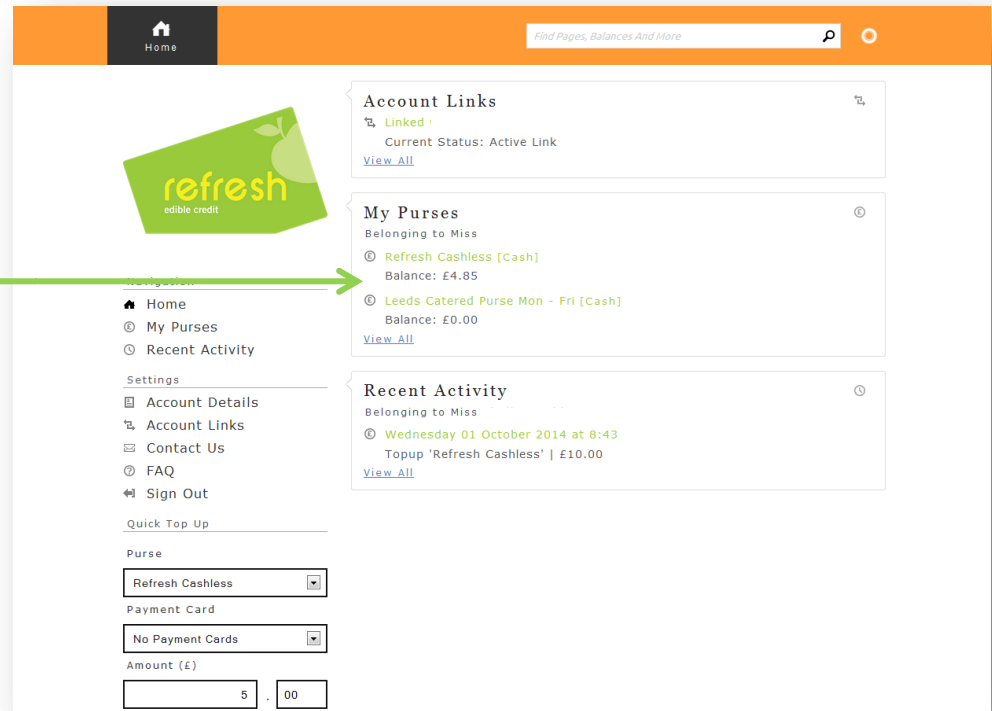 Home
Find Pages, Balances And More
refresh
edible credit
Navigation
Home
My Purses
Recent Activity
Settings
Account Details
Account Links
Contact Us
FAQ
Sign Out
Quick Top Up
Purse
Refresh Cashless
Payment Card
No Payment Cards
Amount (£)
5 . 00
Account Links
Linked
Current Status: Active Link
View All
My Purses
Belonging to Miss
Refresh Cashless [Cash]
Balance: £4.85
Leeds Catered Purse Mon - Fri [Cash]
Balance: £0.00
View All
Recent Activity
Belonging to Miss
Wednesday 01 October 2014 at 8:43
Topup 'Refresh Cashless' | £10.00
View All